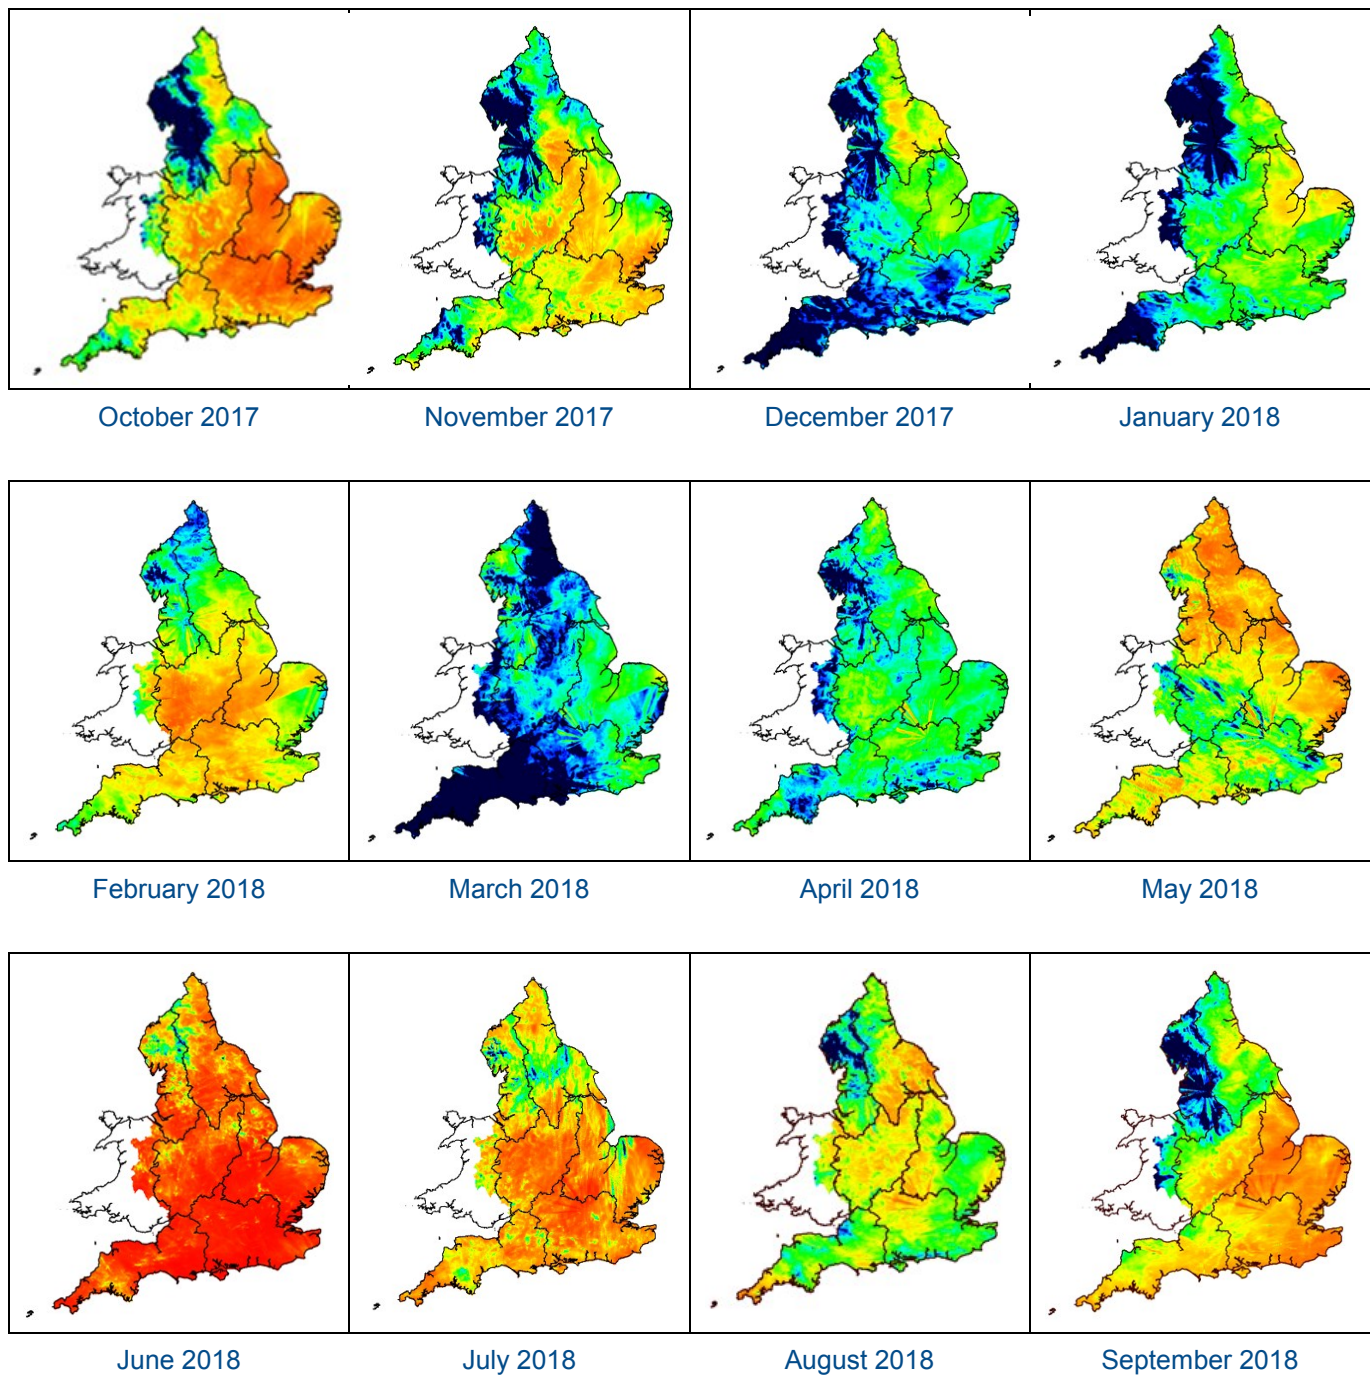 October 2017
November 2017
December 2017
January 2018
February 2018
March 2018
April 2018
May 2018
June 2018
July 2018
August 2018
September 2018